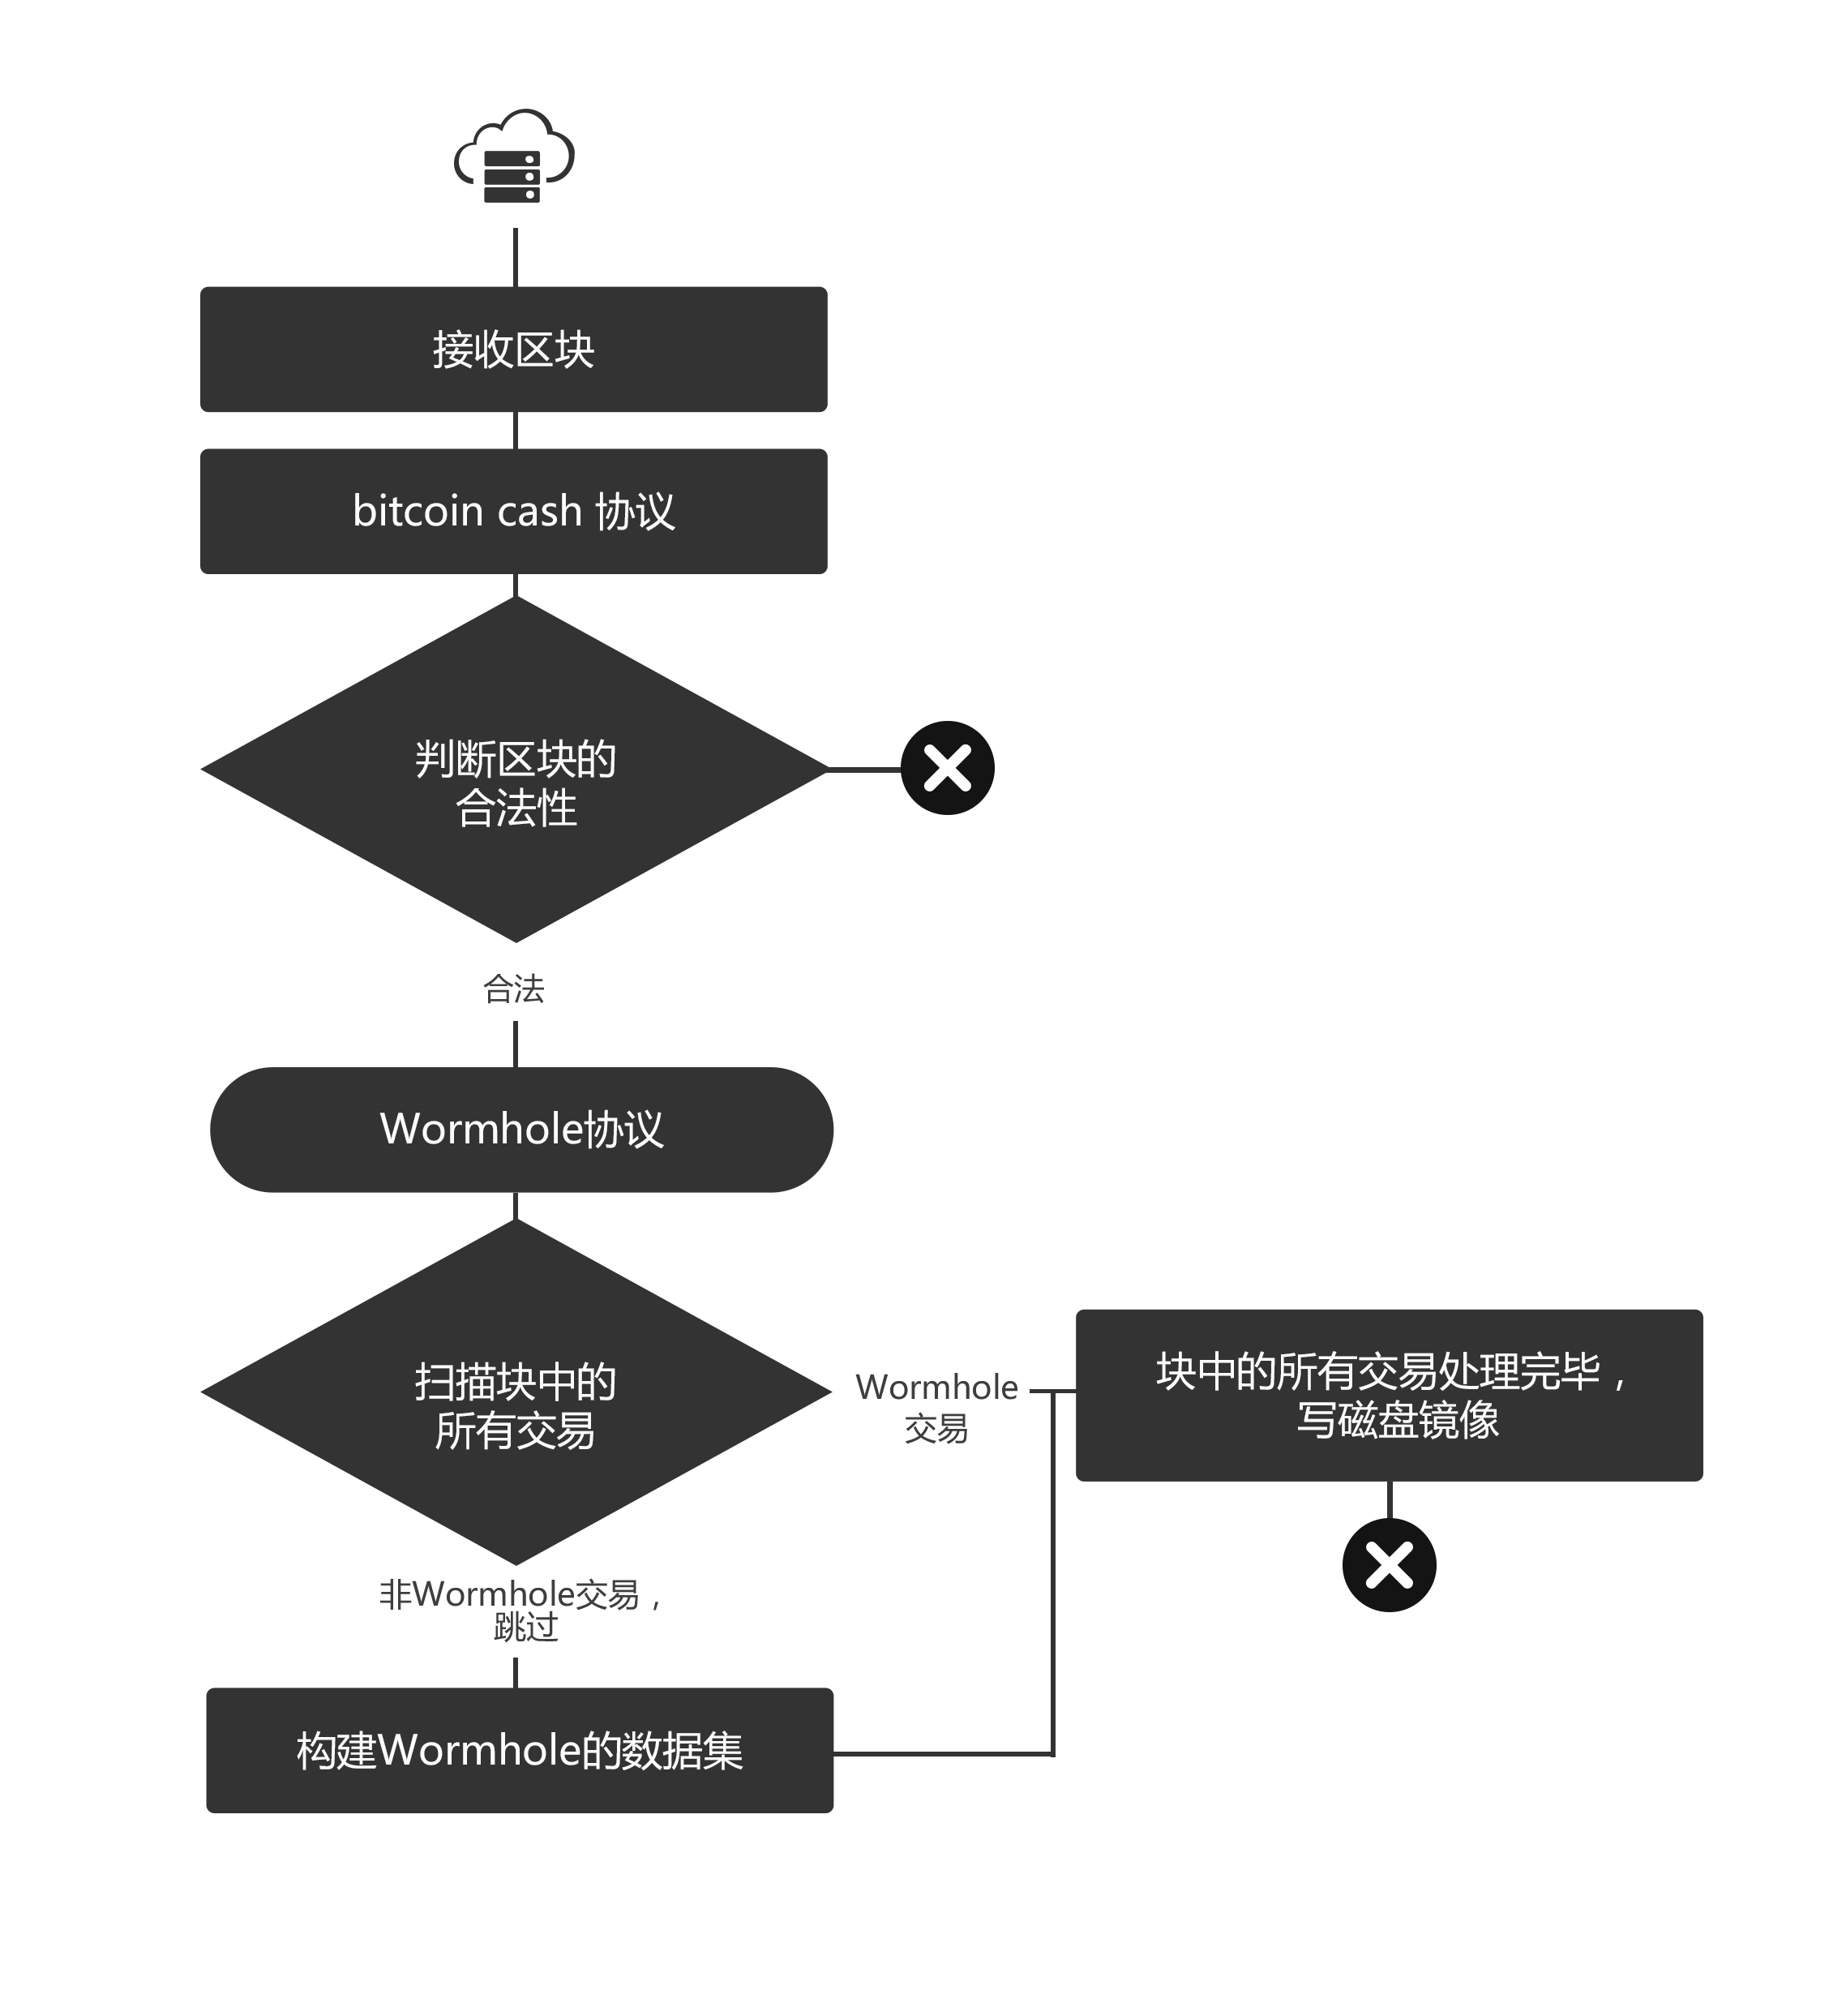 接收区块
bitcoin cash 协议
判断区块的
合法性
合法
Wormhole协议
扫描块中的
所有交易
Wormhole
交易
块中的所有交易处理完毕，
写磁盘镜像
非Wormhole交易，
跳过
构建Wormhole的数据集